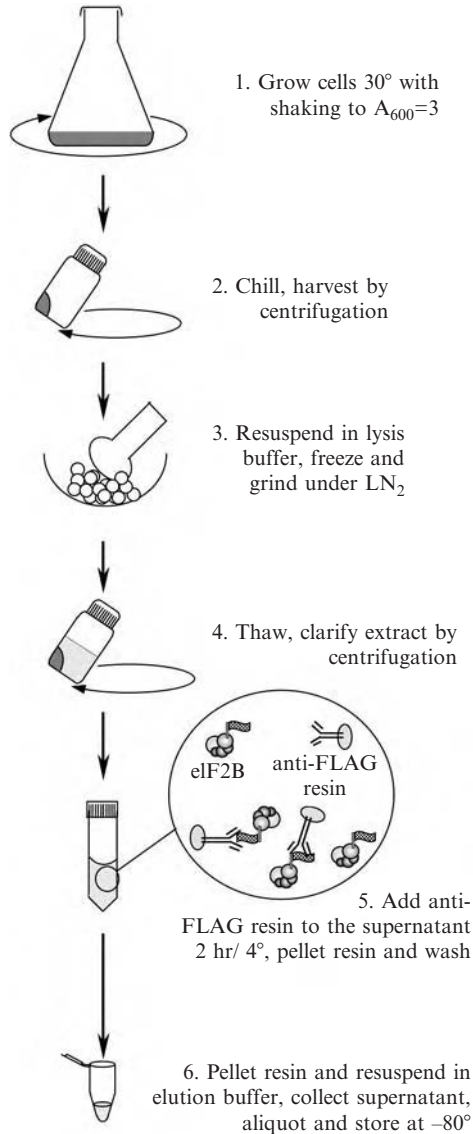 1. Grow cells 30° with
shaking to A₆₀₀=3
2. Chill, harvest by
centrifugation
3. Resuspend in lysis
buffer, freeze and
grind under LN₂
4. Thaw, clarify extract by
centrifugation
eIF2B
anti-FLAG
resin
5. Add anti-
FLAG resin to the supernatant
2 hr/ 4°, pellet resin and wash
6. Pellet resin and resuspend in
elution buffer, collect supernatant,
aliquot and store at –80°